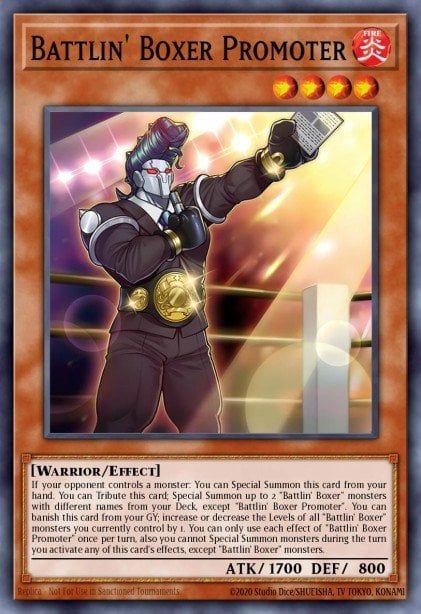 BATTLIN' BOXER PROMOTER
FIRE
炎
[WARRIOR/EFFECT]
If your opponent controls a monster: You can Special Summon this card from
your hand. You can Tribute this card; Special Summon up to 2 "Battlin' Boxer" monsters
with different names from your Deck, except "Battlin' Boxer Promoter". You can
banish this card from your GY; increase or decrease the Levels of all "Battlin' Boxer"
monsters you currently control by 1. You can only use each effect of "Battlin' Boxer
Promoter" once per turn, also you cannot Special Summon monsters during the turn
you activate any of this card's effects, except "Battlin' Boxer" monsters.
ATK/ 1700 DEF/ 800
Replica - Not For Use in Sanctioned Tournaments
©2020 Studio Dice/SHUEISHA, TV TOKYO, KONAMI